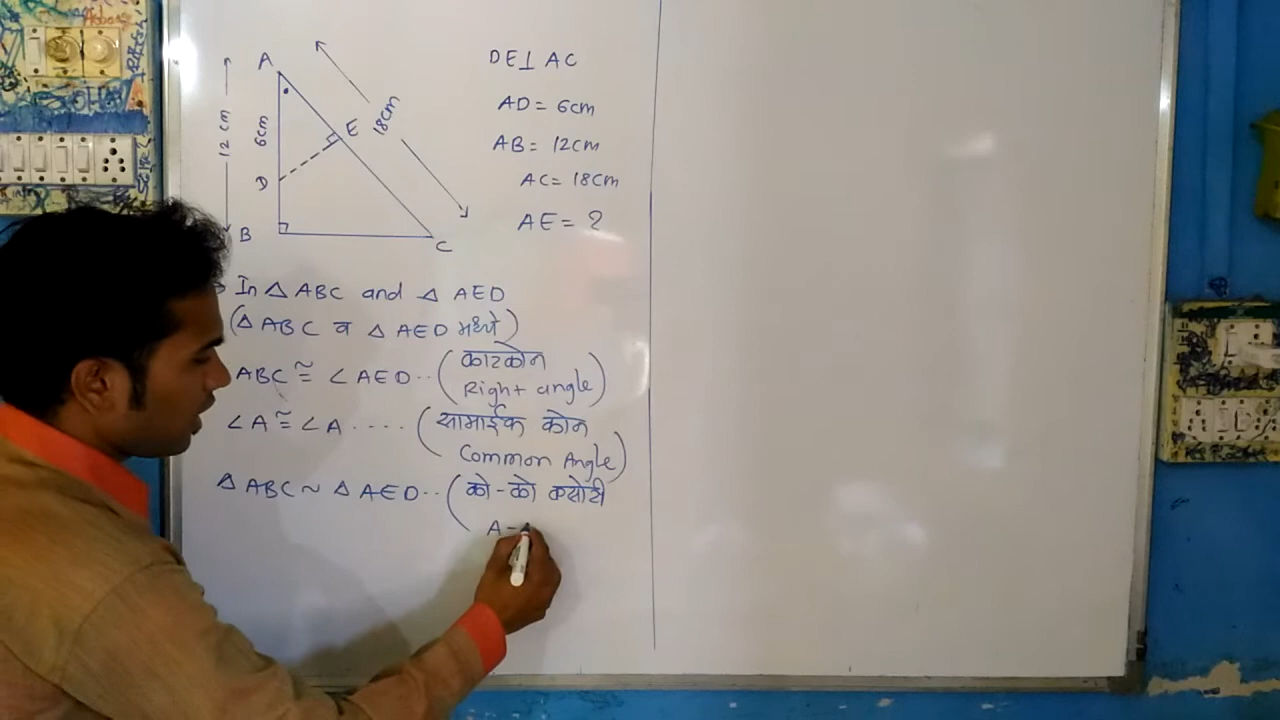 A
12 cm
6cm
E
18cm
D
B
C
DE⊥ AC
AD = 6cm
AB = 12cm
AC = 18cm
AE = ?
In △ ABC and △ AED
(△ ABC व △ AED मध्ये)
ABC ≅ ∠AED .. (काटकोन
Right angle)
∠A ≅ ∠A .... (सामाईक कोन
Common Angle)
△ ABC ~ △ AED .. (को-को कसोटी
A-A